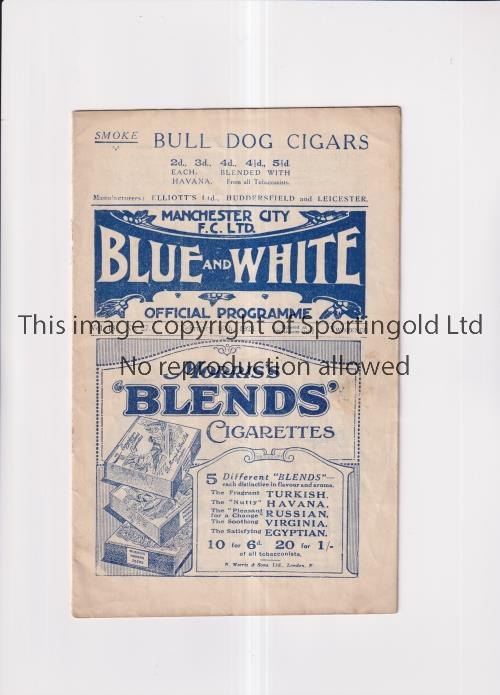 SMOKE BULL DOG CIGARS
2d., 3d., 4d., 4½d., 5½d.
EACH. BLENDED WITH
HAVANA. From all Tobacconists.
Manufacturers: ELLIOTT'S Ltd., HUDDERSFIELD and LEICESTER.
MANCHESTER CITY
F.C. LTD.
BLUE AND WHITE
OFFICIAL PROGRAMME
This image copyright of Sportingold Ltd
No reproduction allowed
Morris's
'BLENDS'
CIGARETTES
5 Different "BLENDS"—
each distinctive in flavour and aroma.
The Fragrant TURKISH.
The "Nutty" HAVANA.
The "Pleasant for a Change" RUSSIAN.
The Soothing VIRGINIA.
The Satisfying EGYPTIAN.
10 for 6d. 20 for 1/-
of all tobacconists.
B. Morris & Sons, Ltd., London, E.